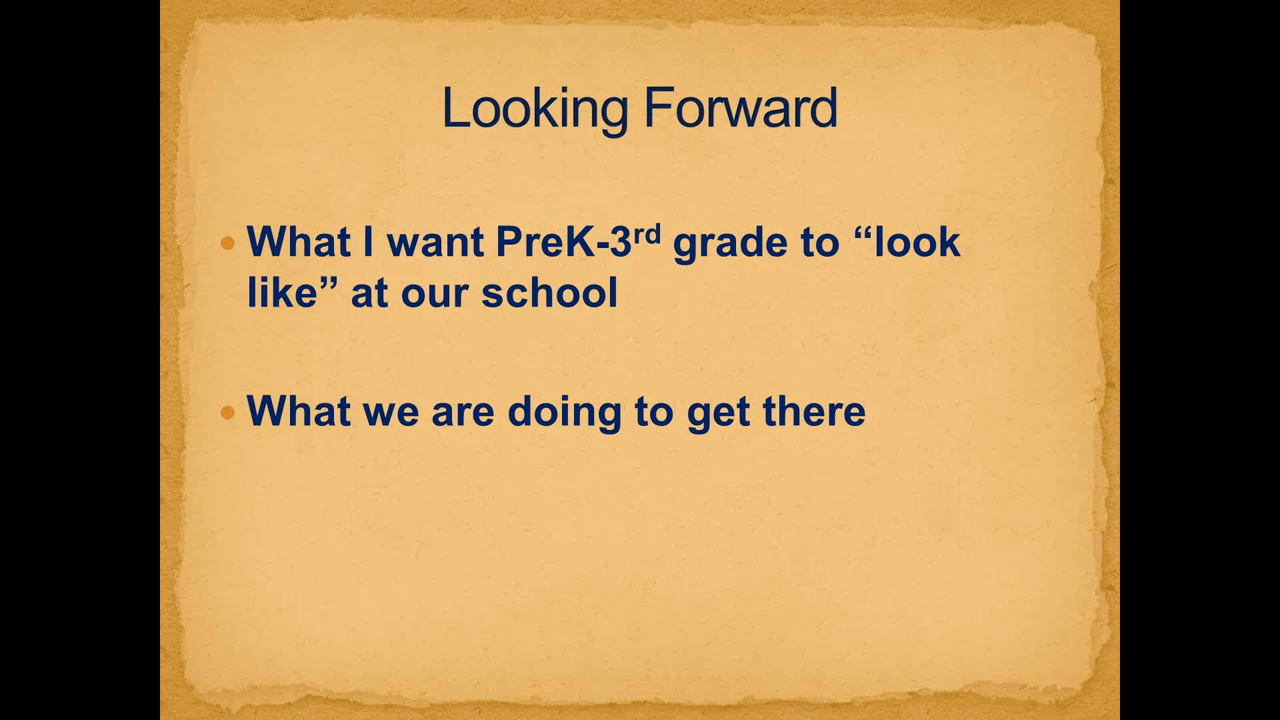 Looking Forward
What I want PreK-3rd grade to “look
like” at our school
What we are doing to get there